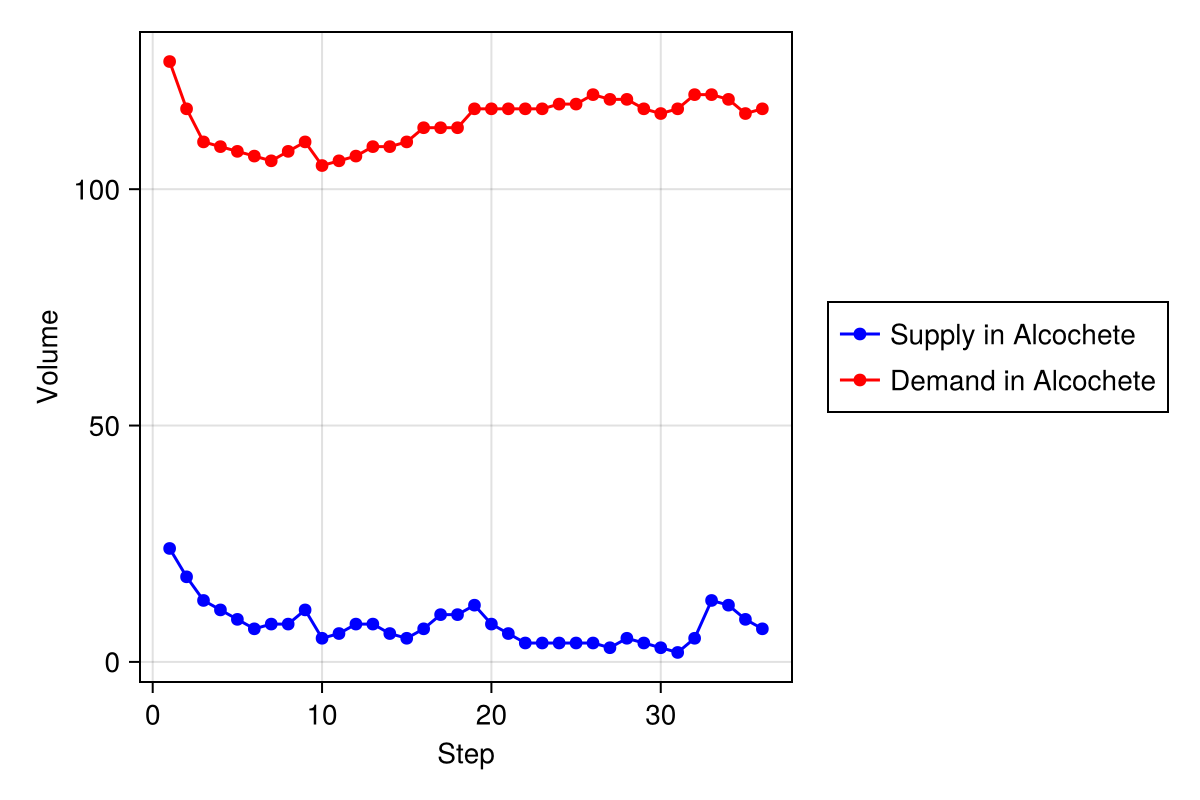 100
50
0
Volume
0 10 20 30
Step
Supply in Alcochete
Demand in Alcochete